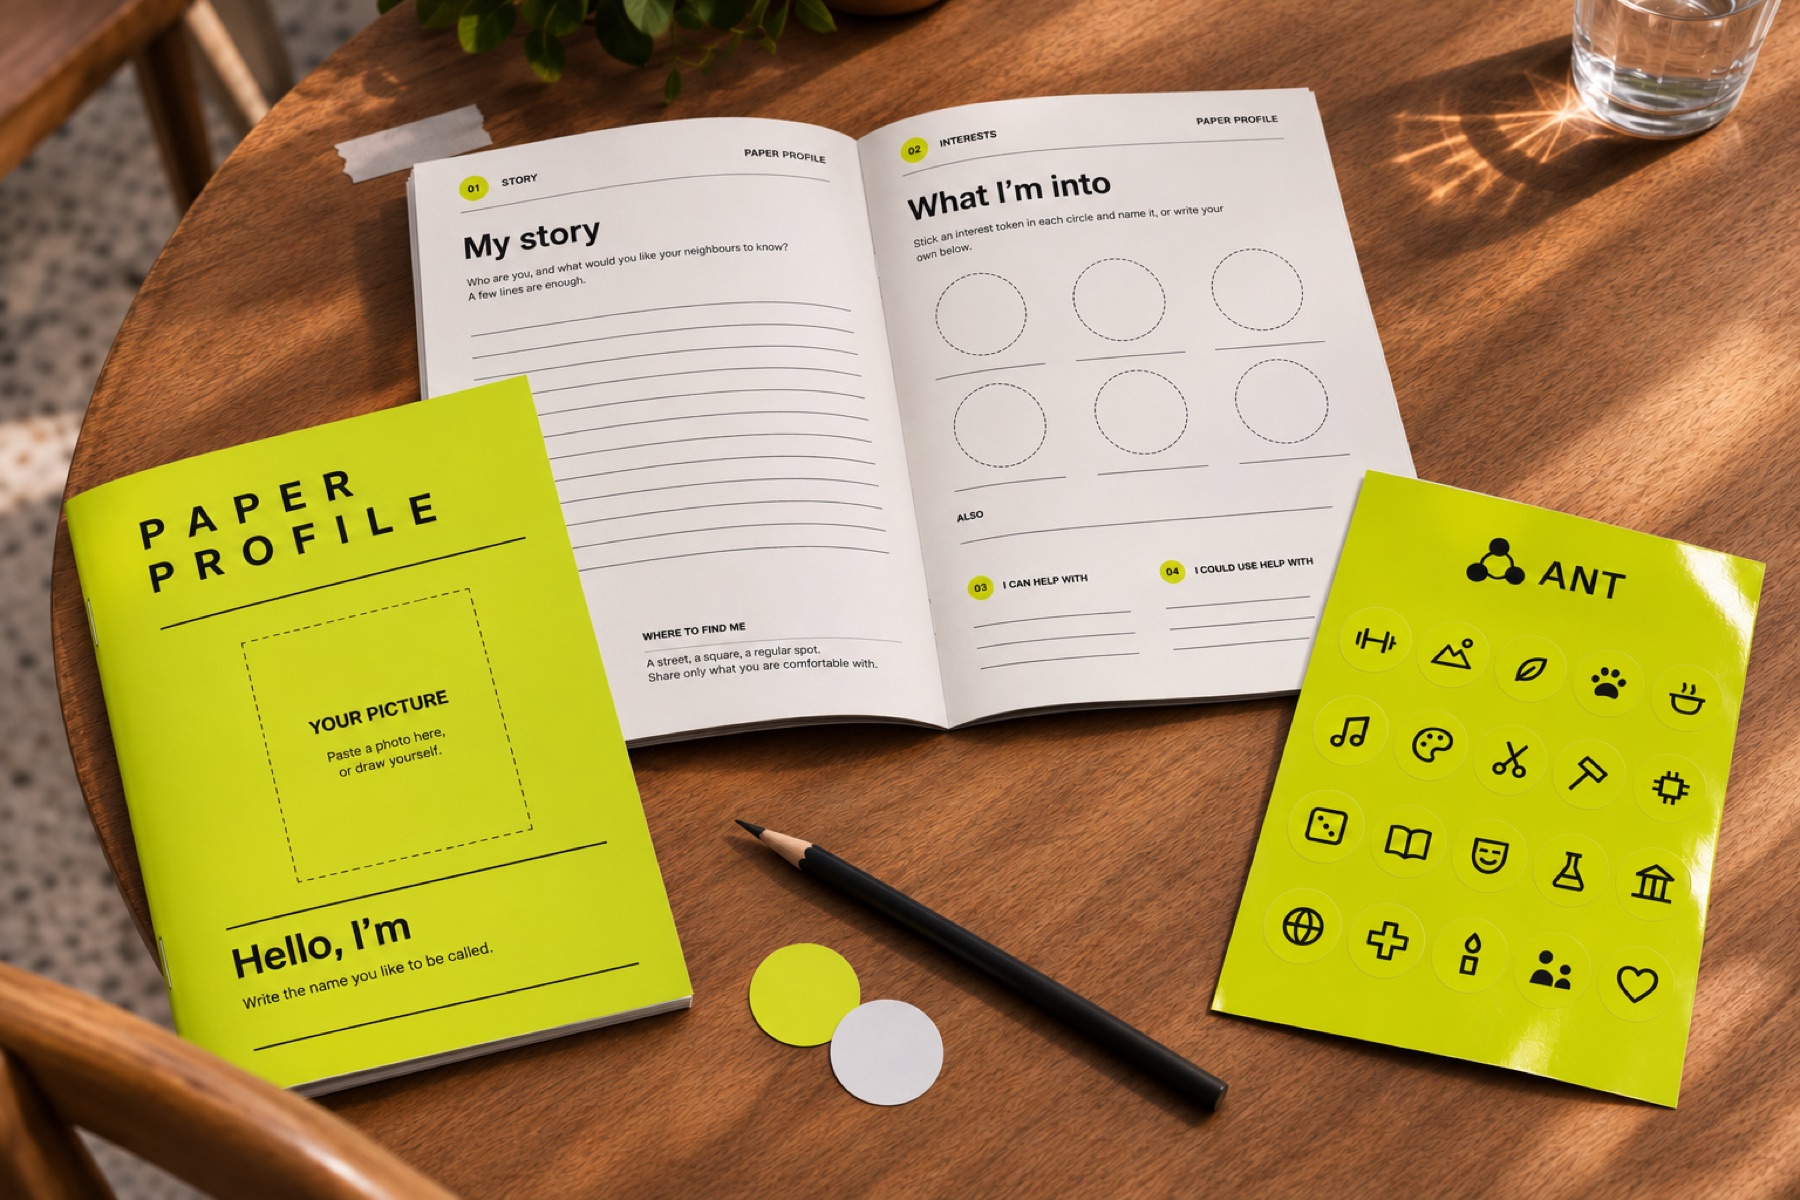 01 STORY
PAPER PROFILE
My story
Who are you, and what would you like your neighbours to know?
A few lines are enough.
WHERE TO FIND ME
A street, a square, a regular spot.
Share only what you are comfortable with.
02 INTERESTS
PAPER PROFILE
What I'm into
Stick an interest token in each circle and name it, or write your
own below.
ALSO
03 I CAN HELP WITH
04 I COULD USE HELP WITH
PAPER
PROFILE
YOUR PICTURE
Paste a photo here,
or draw yourself.
Hello, I'm
Write the name you like to be called.
ANT